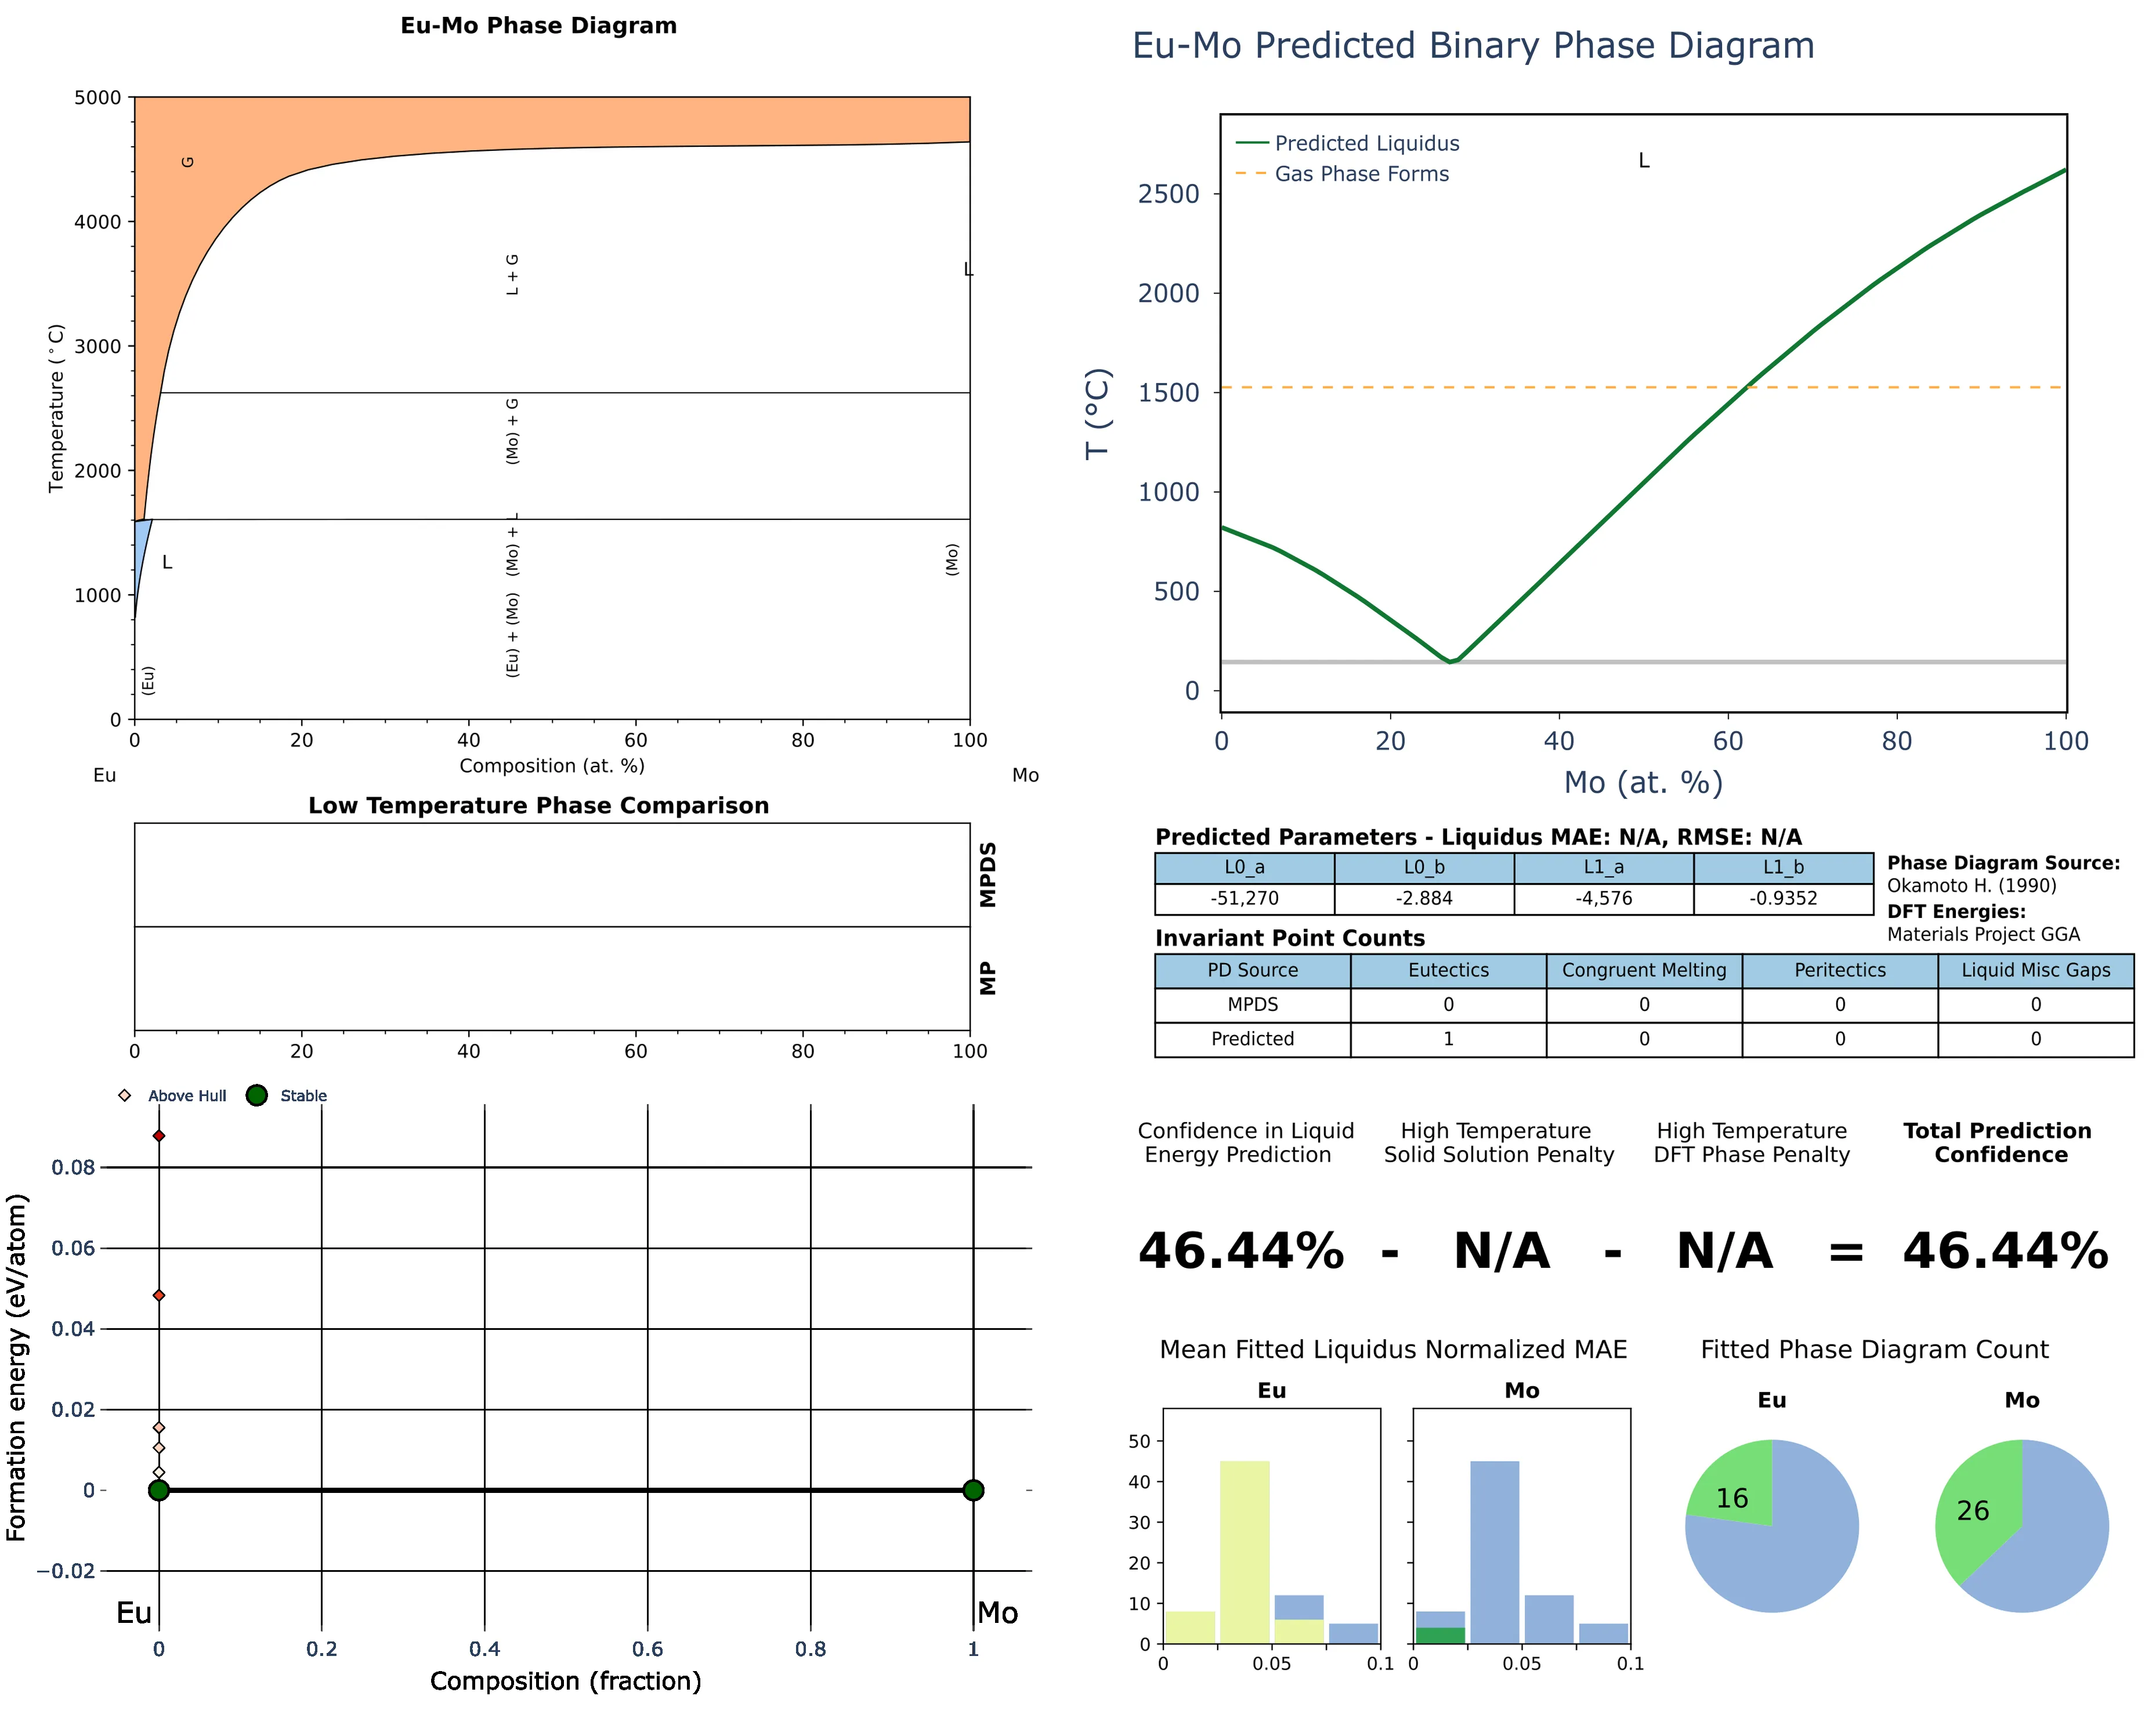 Eu-Mo Phase Diagram
5000
4000
3000
2000
1000
0
Temperature (°C)
G
L + G
L
(Mo) + G
(Mo) + L
L
(Mo)
(Eu) + (Mo)
(Eu)
0 20 40 60 80 100
Composition (at. %)
Eu Mo
Low Temperature Phase Comparison
MPDS
MP
0 20 40 60 80 100
Above Hull Stable
0.08
0.06
0.04
0.02
0
−0.02
Formation energy (eV/atom)
Eu Mo
0 0.2 0.4 0.6 0.8 1
Composition (fraction)
Eu-Mo Predicted Binary Phase Diagram
Predicted Liquidus
Gas Phase Forms
L
2500
2000
1500
1000
500
0
T (°C)
0 20 40 60 80 100
Mo (at. %)
Predicted Parameters - Liquidus MAE: N/A, RMSE: N/A
L0_a L0_b L1_a L1_b
-51,270 -2.884 -4,576 -0.9352
Phase Diagram Source:
Okamoto H. (1990)
DFT Energies:
Materials Project GGA
Invariant Point Counts
PD Source Eutectics Congruent Melting Peritectics Liquid Misc Gaps
MPDS 0 0 0 0
Predicted 1 0 0 0
Confidence in Liquid
Energy Prediction
High Temperature
Solid Solution Penalty
High Temperature
DFT Phase Penalty
Total Prediction
Confidence
46.44% - N/A - N/A = 46.44%
Mean Fitted Liquidus Normalized MAE
Eu Mo
50
40
30
20
10
0
0 0.05 0.1 0 0.05 0.1
Fitted Phase Diagram Count
Eu Mo
16 26